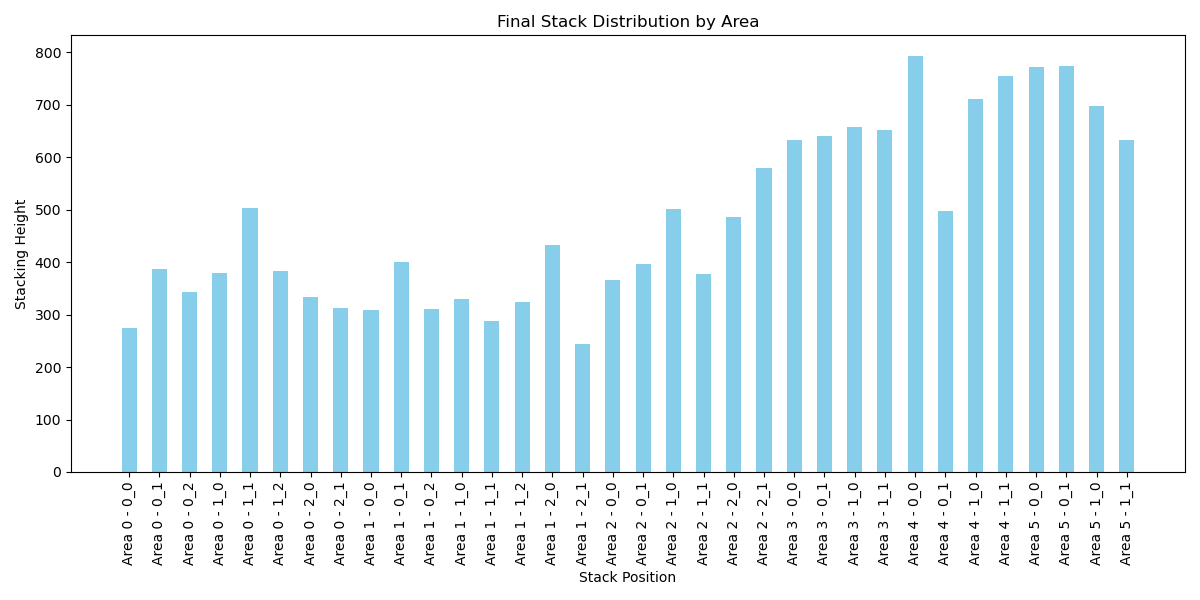 Final Stack Distribution by Area
Stacking Height
800
700
600
500
400
300
200
100
0
Area 0 - 0_0
Area 0 - 0_1
Area 0 - 0_2
Area 0 - 1_0
Area 0 - 1_1
Area 0 - 1_2
Area 0 - 2_0
Area 0 - 2_1
Area 1 - 0_0
Area 1 - 0_1
Area 1 - 0_2
Area 1 - 1_0
Area 1 - 1_1
Area 1 - 1_2
Area 1 - 2_0
Area 1 - 2_1
Area 2 - 0_0
Area 2 - 0_1
Area 2 - 1_0
Area 2 - 1_1
Area 2 - 2_0
Area 2 - 2_1
Area 3 - 0_0
Area 3 - 0_1
Area 3 - 1_0
Area 3 - 1_1
Area 4 - 0_0
Area 4 - 0_1
Area 4 - 1_0
Area 4 - 1_1
Area 5 - 0_0
Area 5 - 0_1
Area 5 - 1_0
Area 5 - 1_1
Stack Position